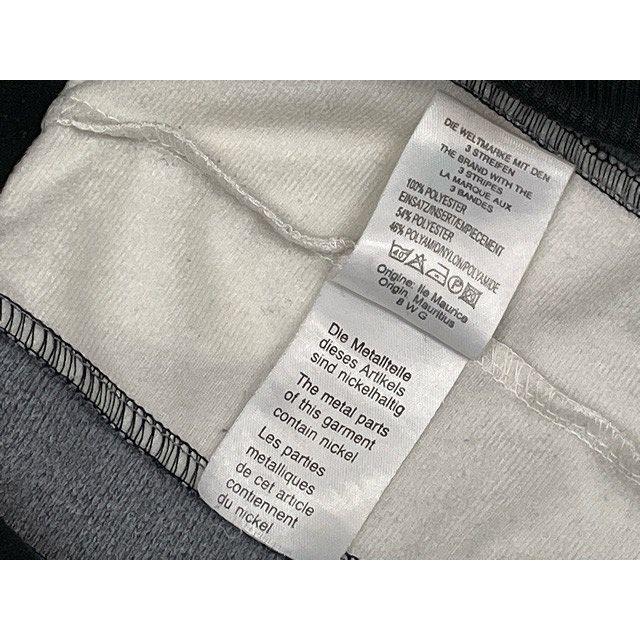 DIE WELTMARKE MIT DEN
3 STREIFEN
THE BRAND WITH THE
3 STRIPES
LA MARQUE AUX
3 BANDES
100% POLYESTER
EINSATZ/INSERT/EMPIECEMENT
54% POLYESTER
46% POLYAMID/NYLON/POLYAMIDE
40
Origine: Ile Maurice
Origin: Mauritius
8 W G
Die Metallteile
dieses Artikels
sind nickelhaltig
The metal parts
of this garment
contain nickel
Les parties
metalliques
de cet article
contiennent
du nickel